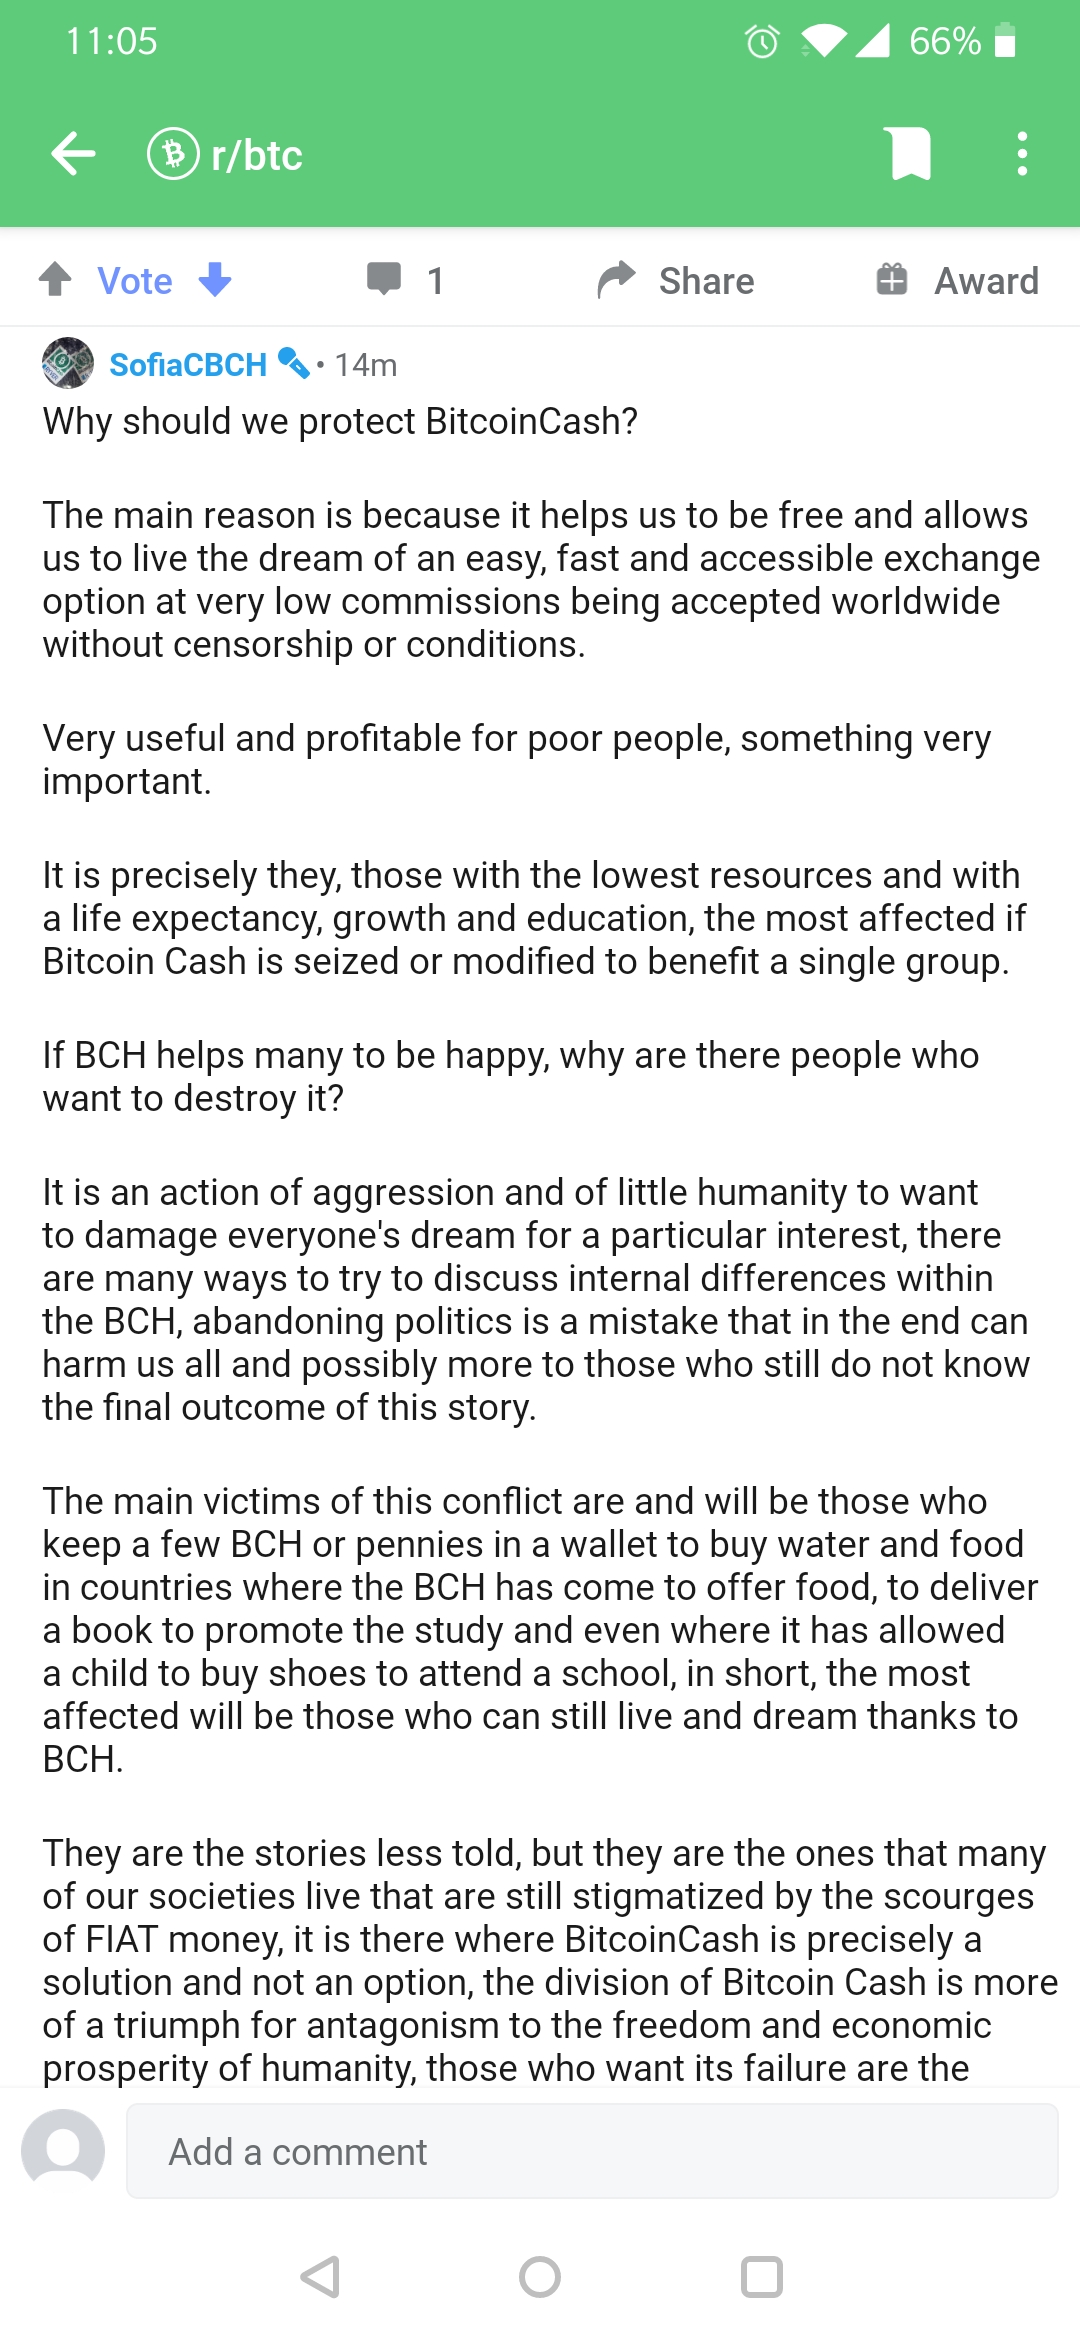 11:05
66%
r/btc
Vote
1
Share
Award
SofiaCBCH • 14m
Why should we protect BitcoinCash?
The main reason is because it helps us to be free and allows
us to live the dream of an easy, fast and accessible exchange
option at very low commissions being accepted worldwide
without censorship or conditions.
Very useful and profitable for poor people, something very
important.
It is precisely they, those with the lowest resources and with
a life expectancy, growth and education, the most affected if
Bitcoin Cash is seized or modified to benefit a single group.
If BCH helps many to be happy, why are there people who
want to destroy it?
It is an action of aggression and of little humanity to want
to damage everyone's dream for a particular interest, there
are many ways to try to discuss internal differences within
the BCH, abandoning politics is a mistake that in the end can
harm us all and possibly more to those who still do not know
the final outcome of this story.
The main victims of this conflict are and will be those who
keep a few BCH or pennies in a wallet to buy water and food
in countries where the BCH has come to offer food, to deliver
a book to promote the study and even where it has allowed
a child to buy shoes to attend a school, in short, the most
affected will be those who can still live and dream thanks to
BCH.
They are the stories less told, but they are the ones that many
of our societies live that are still stigmatized by the scourges
of FIAT money, it is there where BitcoinCash is precisely a
solution and not an option, the division of Bitcoin Cash is more
of a triumph for antagonism to the freedom and economic
prosperity of humanity, those who want its failure are the
Add a comment